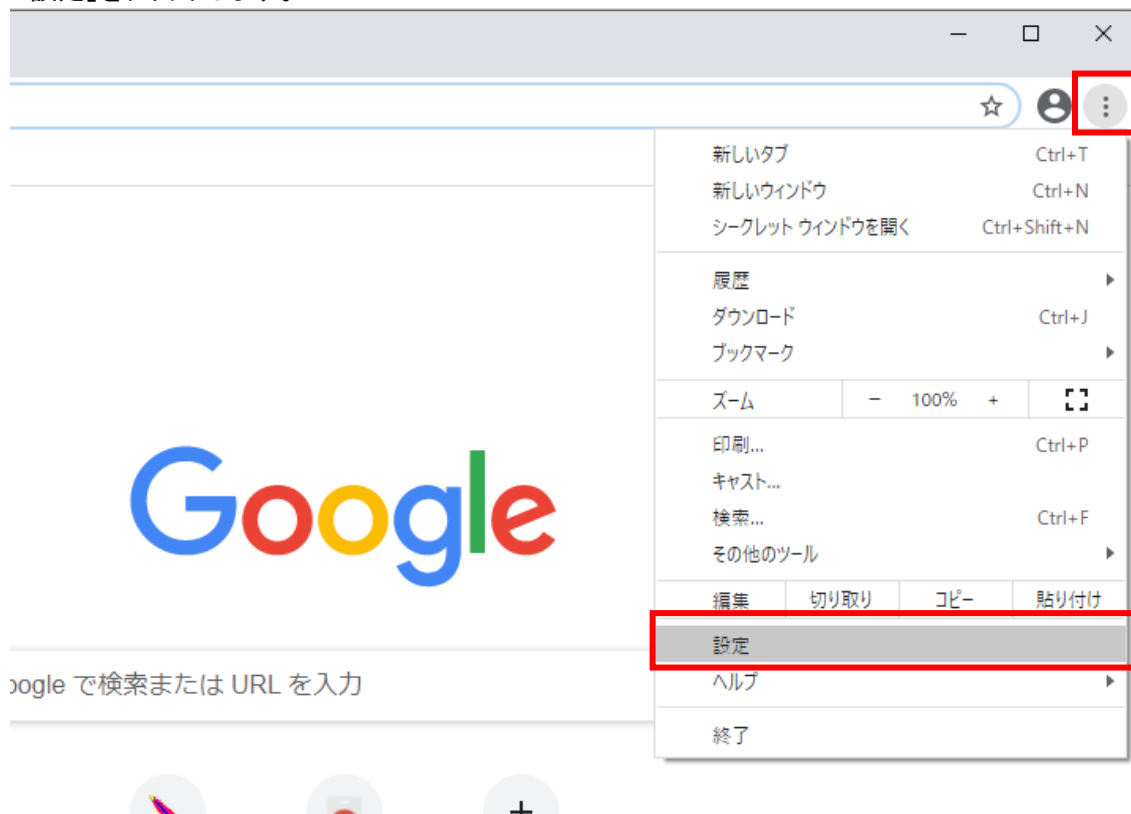 新しいタブ Ctrl+T
新しいウィンドウ Ctrl+N
シークレット ウィンドウを開く Ctrl+Shift+N
履歴
ダウンロード Ctrl+J
ブックマーク
ズーム − 100% +
印刷... Ctrl+P
キャスト...
検索... Ctrl+F
その他のツール
編集 切り取り コピー 貼り付け
設定
ヘルプ
終了
Google
oogle で検索または URL を入力